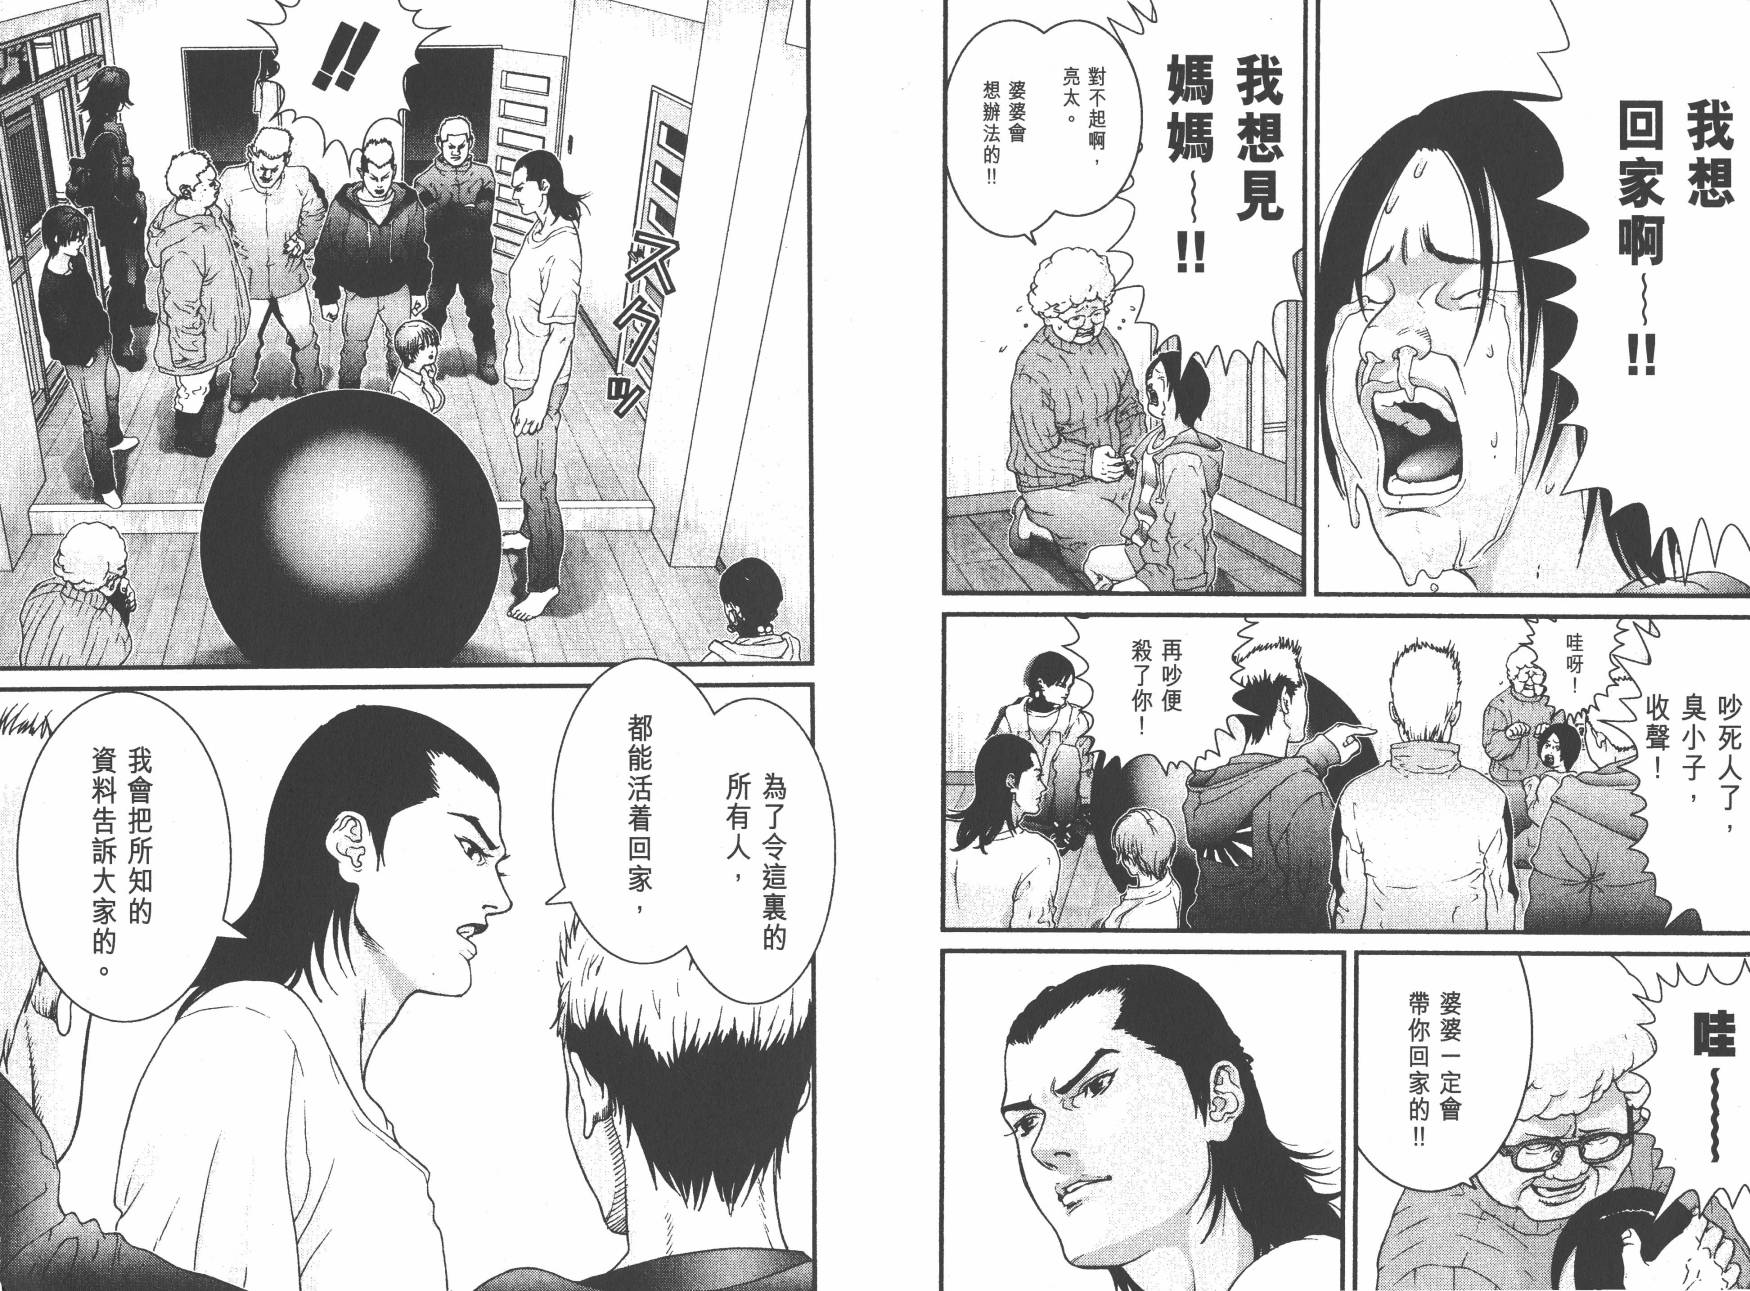 我想
回家啊～!!
我想見
媽媽～!!
對不起啊，
亮太。
婆婆會
想辦法的!!
哇呀！
吵死人了，
臭小子，
收聲！
再吵便
殺了你！
哇～
婆婆一定會
帶你回家的!!
!!
スクッ
為了令這裏的
所有人，
都能活着回家，
我會把所知的
資料告訴大家的。